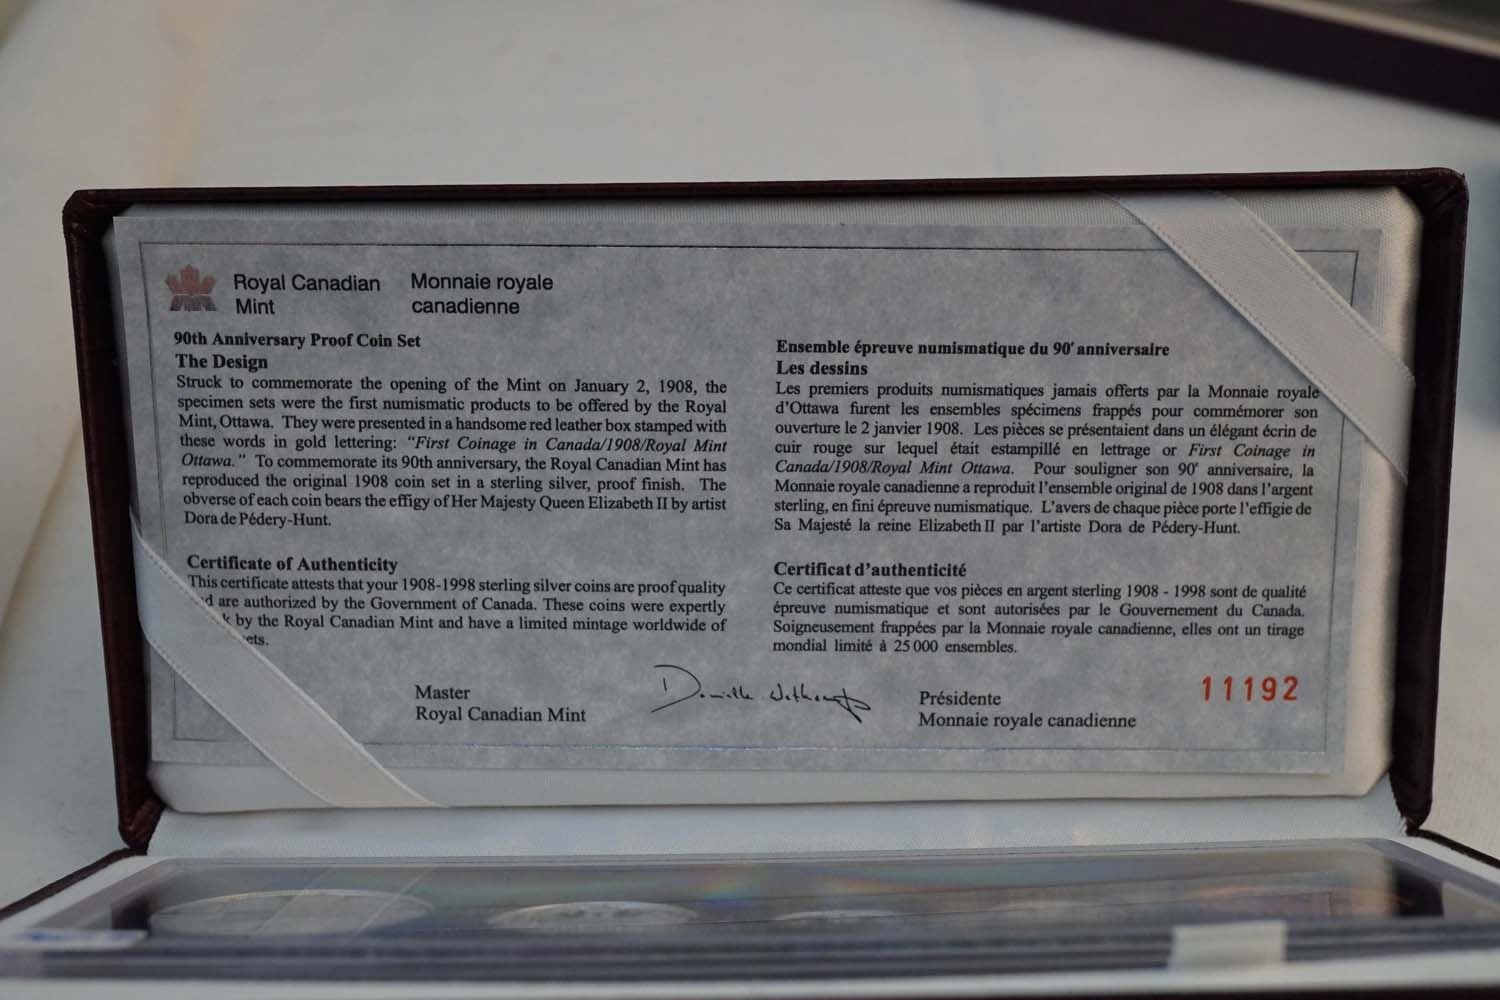 Royal Canadian
Mint
Monnaie royale
canadienne
90th Anniversary Proof Coin Set
The Design
Struck to commemorate the opening of the Mint on January 2, 1908, the
specimen sets were the first numismatic products to be offered by the Royal
Mint, Ottawa. They were presented in a handsome red leather box stamped with
these words in gold lettering: "First Coinage in Canada/1908/Royal Mint
Ottawa." To commemorate its 90th anniversary, the Royal Canadian Mint has
reproduced the original 1908 coin set in a sterling silver, proof finish. The
obverse of each coin bears the effigy of Her Majesty Queen Elizabeth II by artist
Dora de Pédery-Hunt.
Certificate of Authenticity
This certificate attests that your 1908-1998 sterling silver coins are proof quality
are authorized by the Government of Canada. These coins were expertly
by the Royal Canadian Mint and have a limited mintage worldwide of
Ensemble épreuve numismatique du 90e anniversaire
Les dessins
Les premiers produits numismatiques jamais offerts par la Monnaie royale
d'Ottawa furent les ensembles spécimens frappés pour commémorer son
ouverture le 2 janvier 1908. Les pièces se présentaient dans un élégant écrin de
cuir rouge sur lequel était estampillé en lettrage or First Coinage in
Canada/1908/Royal Mint Ottawa. Pour souligner son 90e anniversaire, la
Monnaie royale canadienne a reproduit l'ensemble original de 1908 dans l'argent
sterling, en fini épreuve numismatique. L'avers de chaque pièce porte l'effigie de
Sa Majesté la reine Elizabeth II par l'artiste Dora de Pédery-Hunt.
Certificat d'authenticité
Ce certificat atteste que vos pièces en argent sterling 1908 - 1998 sont de qualité
épreuve numismatique et sont autorisées par le Gouvernement du Canada.
Soigneusement frappées par la Monnaie royale canadienne, elles ont un tirage
mondial limité à 25 000 ensembles.
Master
Royal Canadian Mint
Présidente
Monnaie royale canadienne
11192